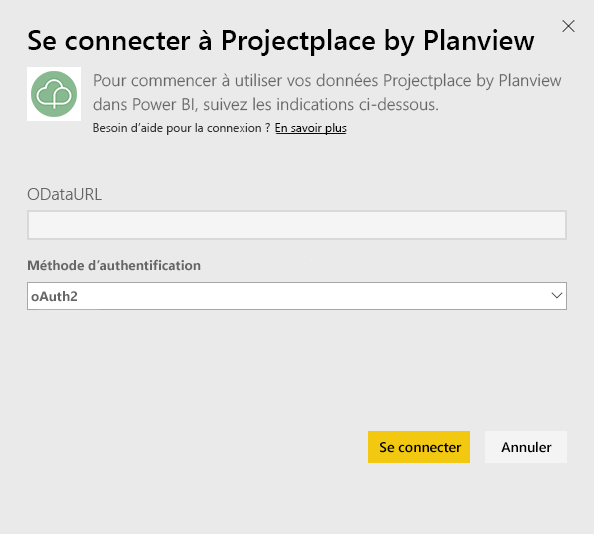 Se connecter à Projectplace by Planview
Pour commencer à utiliser vos données Projectplace by Planview
dans Power BI, suivez les indications ci-dessous.
Besoin d’aide pour la connexion ? En savoir plus
ODataURL
Méthode d’authentification
oAuth2
Se connecter
Annuler